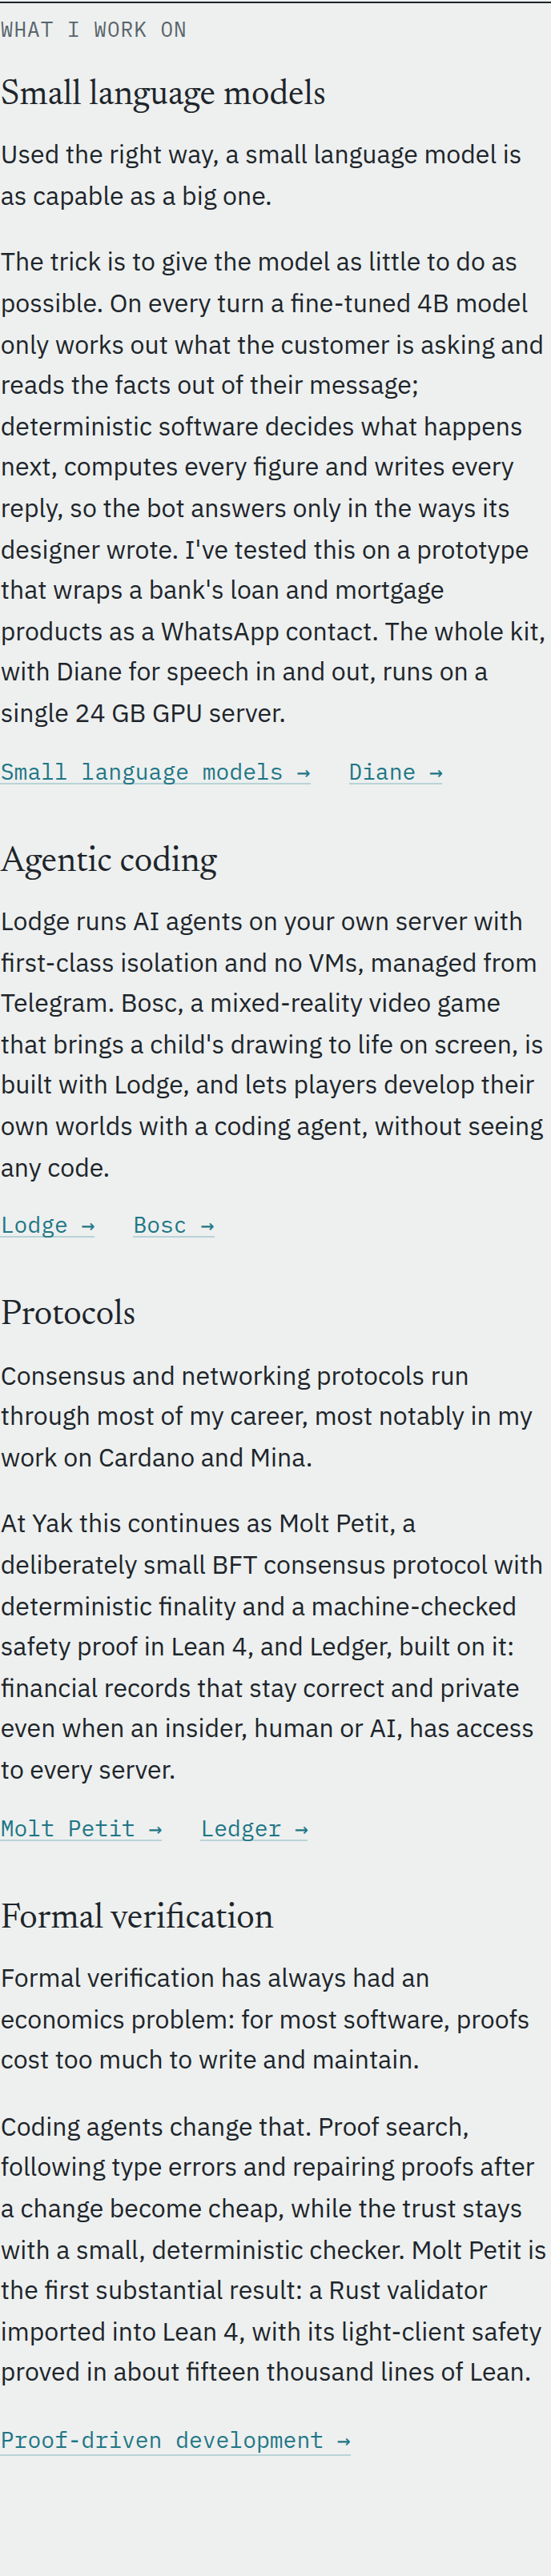 WHAT I WORK ON
Small language models
Used the right way, a small language model is
as capable as a big one.
The trick is to give the model as little to do as
possible. On every turn a fine-tuned 4B model
only works out what the customer is asking and
reads the facts out of their message;
deterministic software decides what happens
next, computes every figure and writes every
reply, so the bot answers only in the ways its
designer wrote. I've tested this on a prototype
that wraps a bank's loan and mortgage
products as a WhatsApp contact. The whole kit,
with Diane for speech in and out, runs on a
single 24 GB GPU server.
Small language models → Diane →
Agentic coding
Lodge runs AI agents on your own server with
first-class isolation and no VMs, managed from
Telegram. Bosc, a mixed-reality video game
that brings a child's drawing to life on screen, is
built with Lodge, and lets players develop their
own worlds with a coding agent, without seeing
any code.
Lodge → Bosc →
Protocols
Consensus and networking protocols run
through most of my career, most notably in my
work on Cardano and Mina.
At Yak this continues as Molt Petit, a
deliberately small BFT consensus protocol with
deterministic finality and a machine-checked
safety proof in Lean 4, and Ledger, built on it:
financial records that stay correct and private
even when an insider, human or AI, has access
to every server.
Molt Petit → Ledger →
Formal verification
Formal verification has always had an
economics problem: for most software, proofs
cost too much to write and maintain.
Coding agents change that. Proof search,
following type errors and repairing proofs after
a change become cheap, while the trust stays
with a small, deterministic checker. Molt Petit is
the first substantial result: a Rust validator
imported into Lean 4, with its light-client safety
proved in about fifteen thousand lines of Lean.
Proof-driven development →